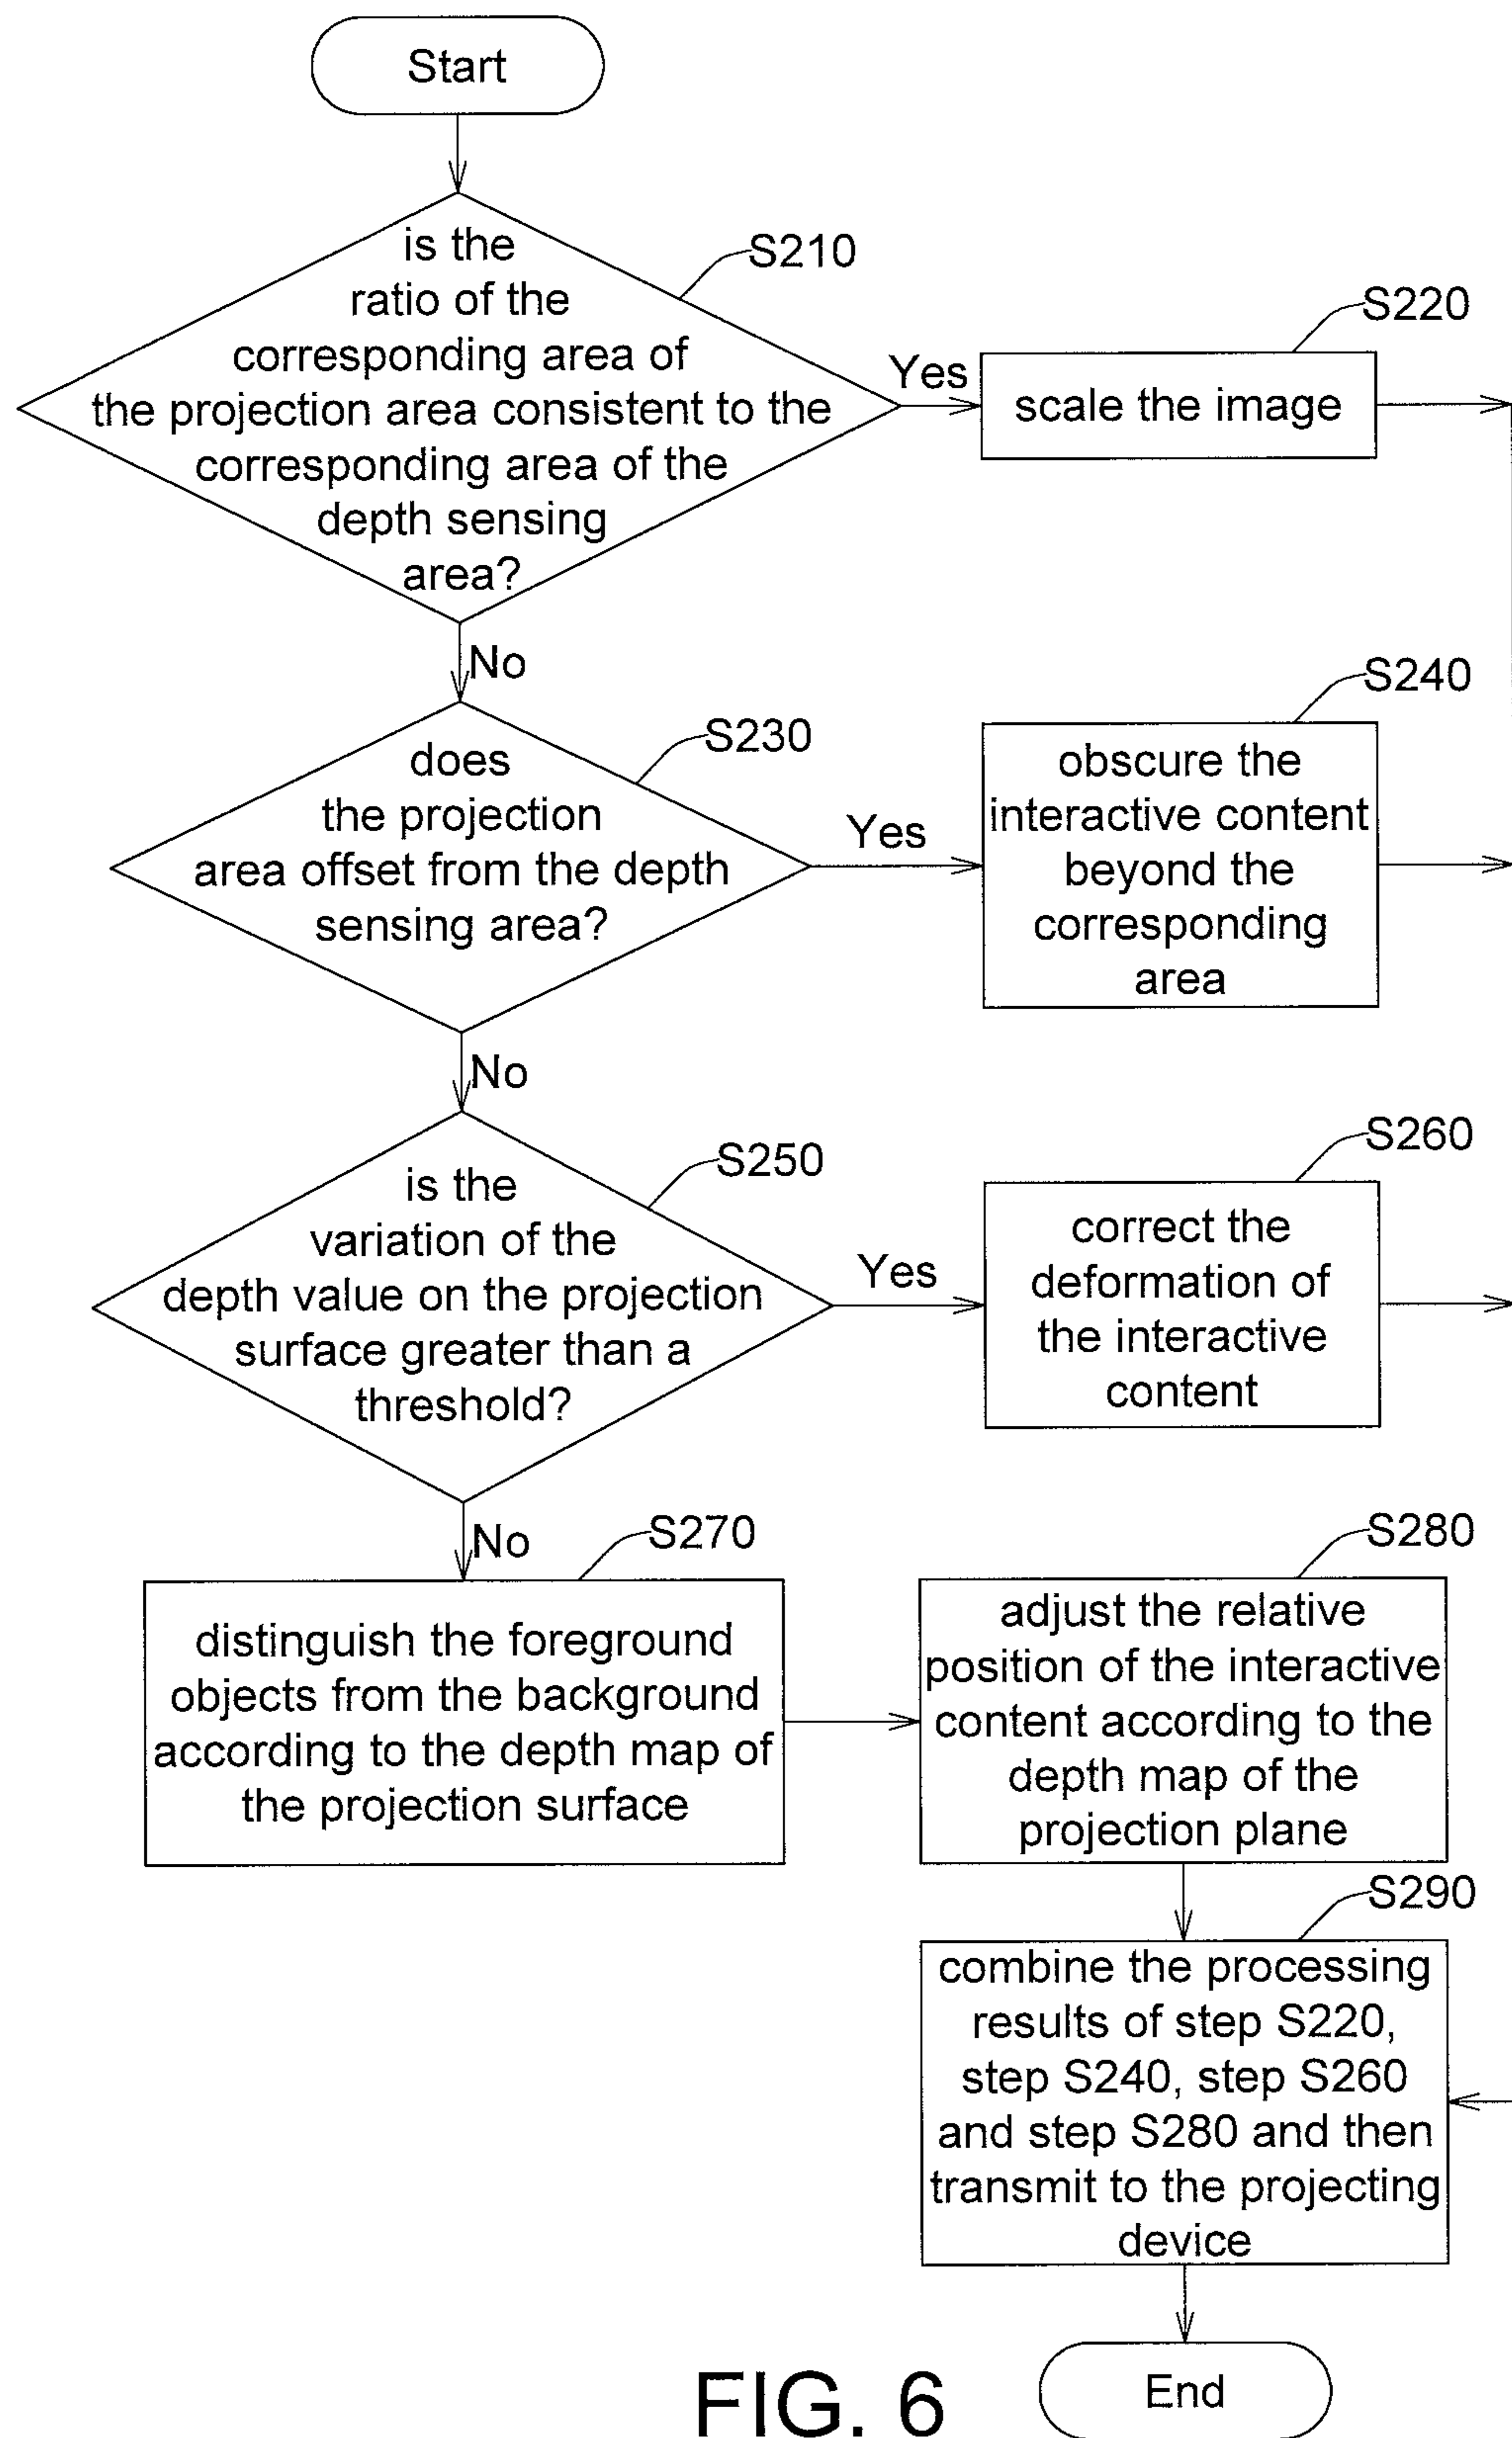 Start
is the
ratio of the
corresponding area of
the projection area consistent to the
corresponding area of the
depth sensing
area?
S210
Yes
scale the image
S220
No
does
the projection
area offset from the depth
sensing area?
S230
Yes
obscure the
interactive content
beyond the
corresponding
area
S240
No
is the
variation of the
depth value on the projection
surface greater than a
threshold?
S250
Yes
correct the
deformation of
the interactive
content
S260
No
distinguish the foreground
objects from the background
according to the depth map of
the projection surface
S270
adjust the relative
position of the interactive
content according to the
depth map of the
projection plane
S280
combine the processing
results of step S220,
step S240, step S260
and step S280 and then
transmit to the projecting
device
S290
End
FIG. 6